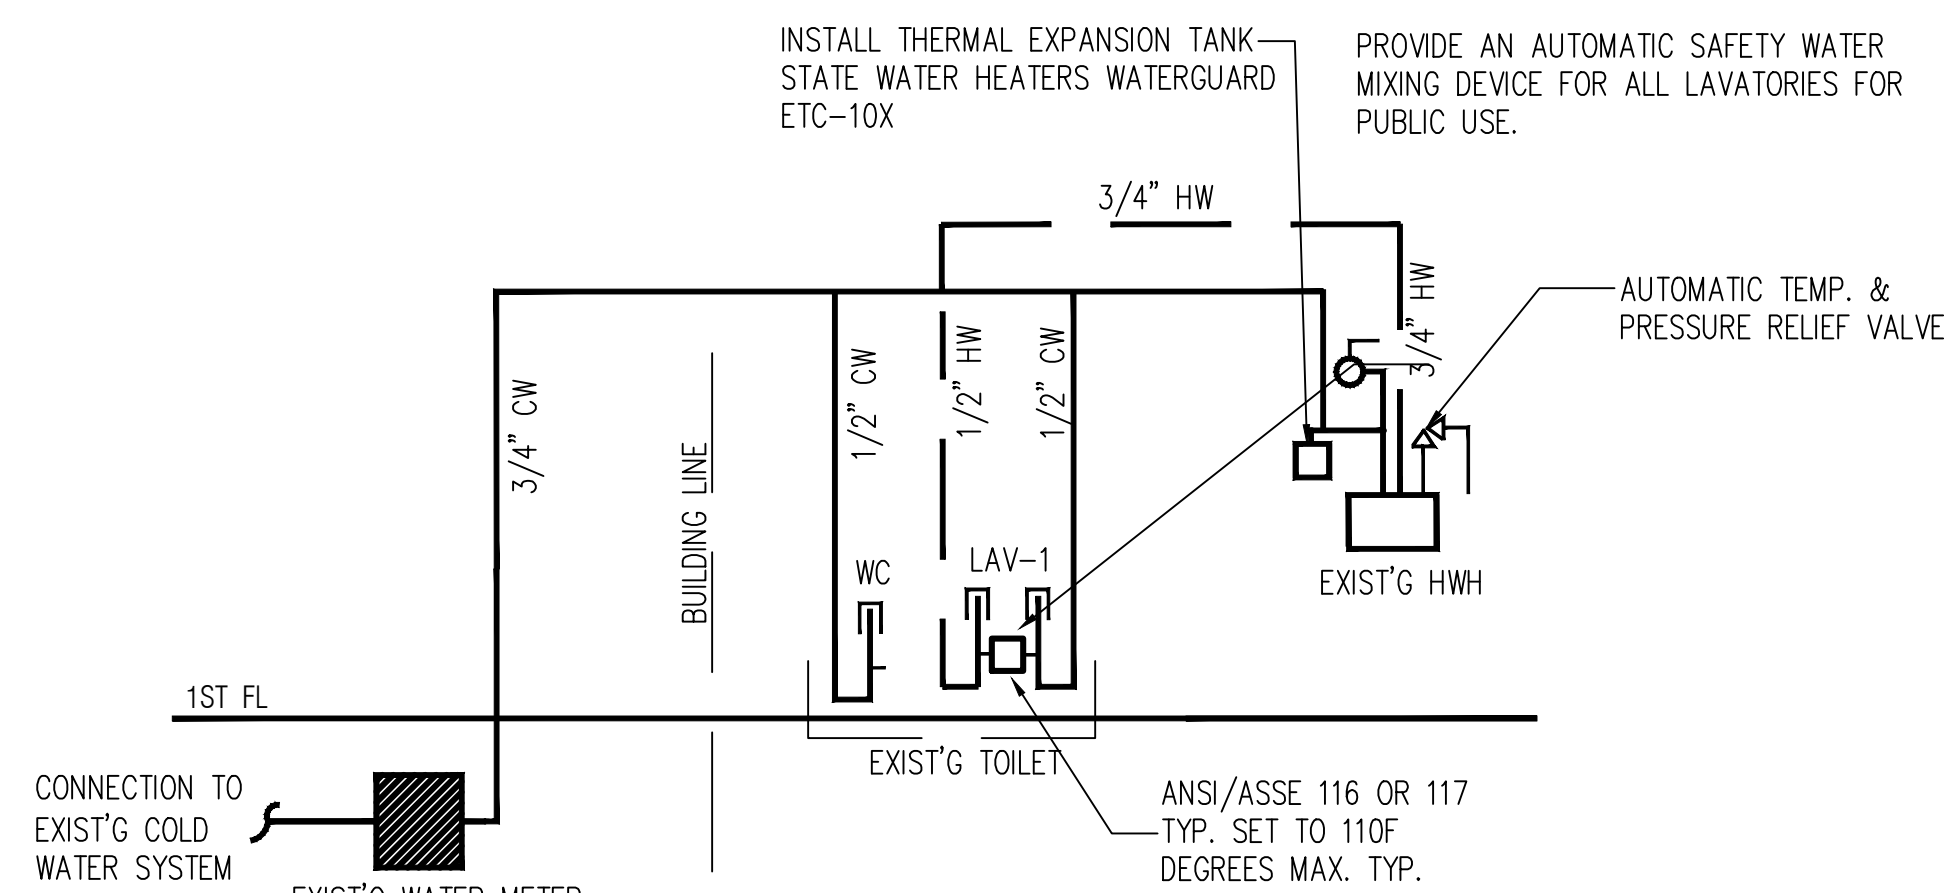 INSTALL THERMAL EXPANSION TANK
STATE WATER HEATERS WATERGUARD
ETC-10X
PROVIDE AN AUTOMATIC SAFETY WATER
MIXING DEVICE FOR ALL LAVATORIES FOR
PUBLIC USE.
3/4" HW
3/4" HW
AUTOMATIC TEMP. &
PRESSURE RELIEF VALVE
3/4" CW
BUILDING LINE
1/2" CW
1/2" HW
1/2" CW
WC
LAV-1
EXIST'G HWH
1ST FL
EXIST'G TOILET
CONNECTION TO
EXIST'G COLD
WATER SYSTEM
EXIST'G WATER METER
ANSI/ASSE 116 OR 117
TYP. SET TO 110F
DEGREES MAX. TYP.